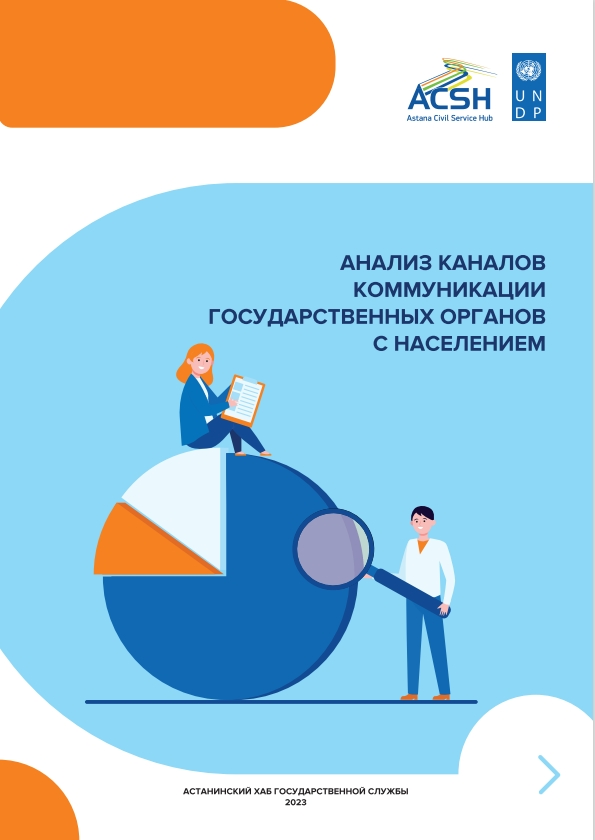 ACSH
Astana Civil Service Hub
U N
D P
АНАЛИЗ КАНАЛОВ
КОММУНИКАЦИИ
ГОСУДАРСТВЕННЫХ ОРГАНОВ
С НАСЕЛЕНИЕМ
АСТАНИНСКИЙ ХАБ ГОСУДАРСТВЕННОЙ СЛУЖБЫ
2023